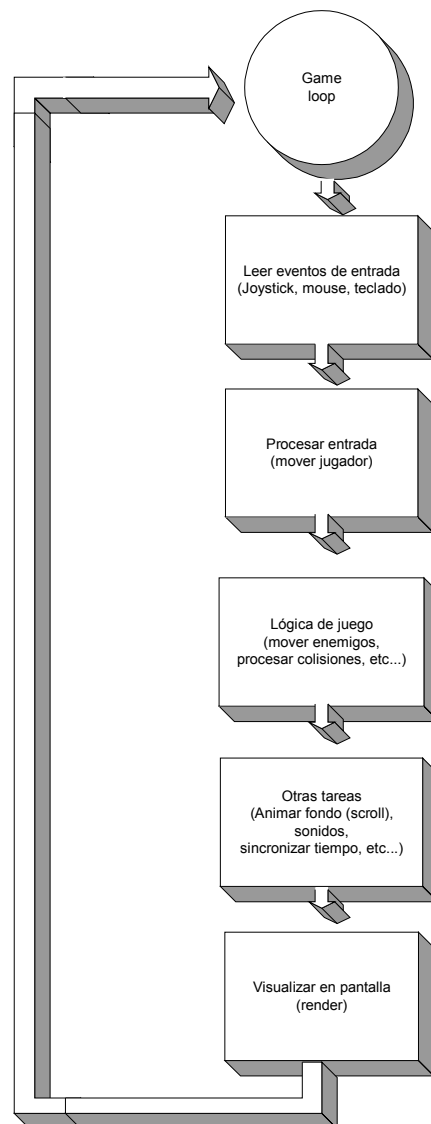 Game
loop
Leer eventos de entrada
(Joystick, mouse, teclado)
Procesar entrada
(mover jugador)
Lógica de juego
(mover enemigos,
procesar colisiones, etc...)
Otras tareas
(Animar fondo (scroll),
sonidos,
sincronizar tiempo, etc...)
Visualizar en pantalla
(render)